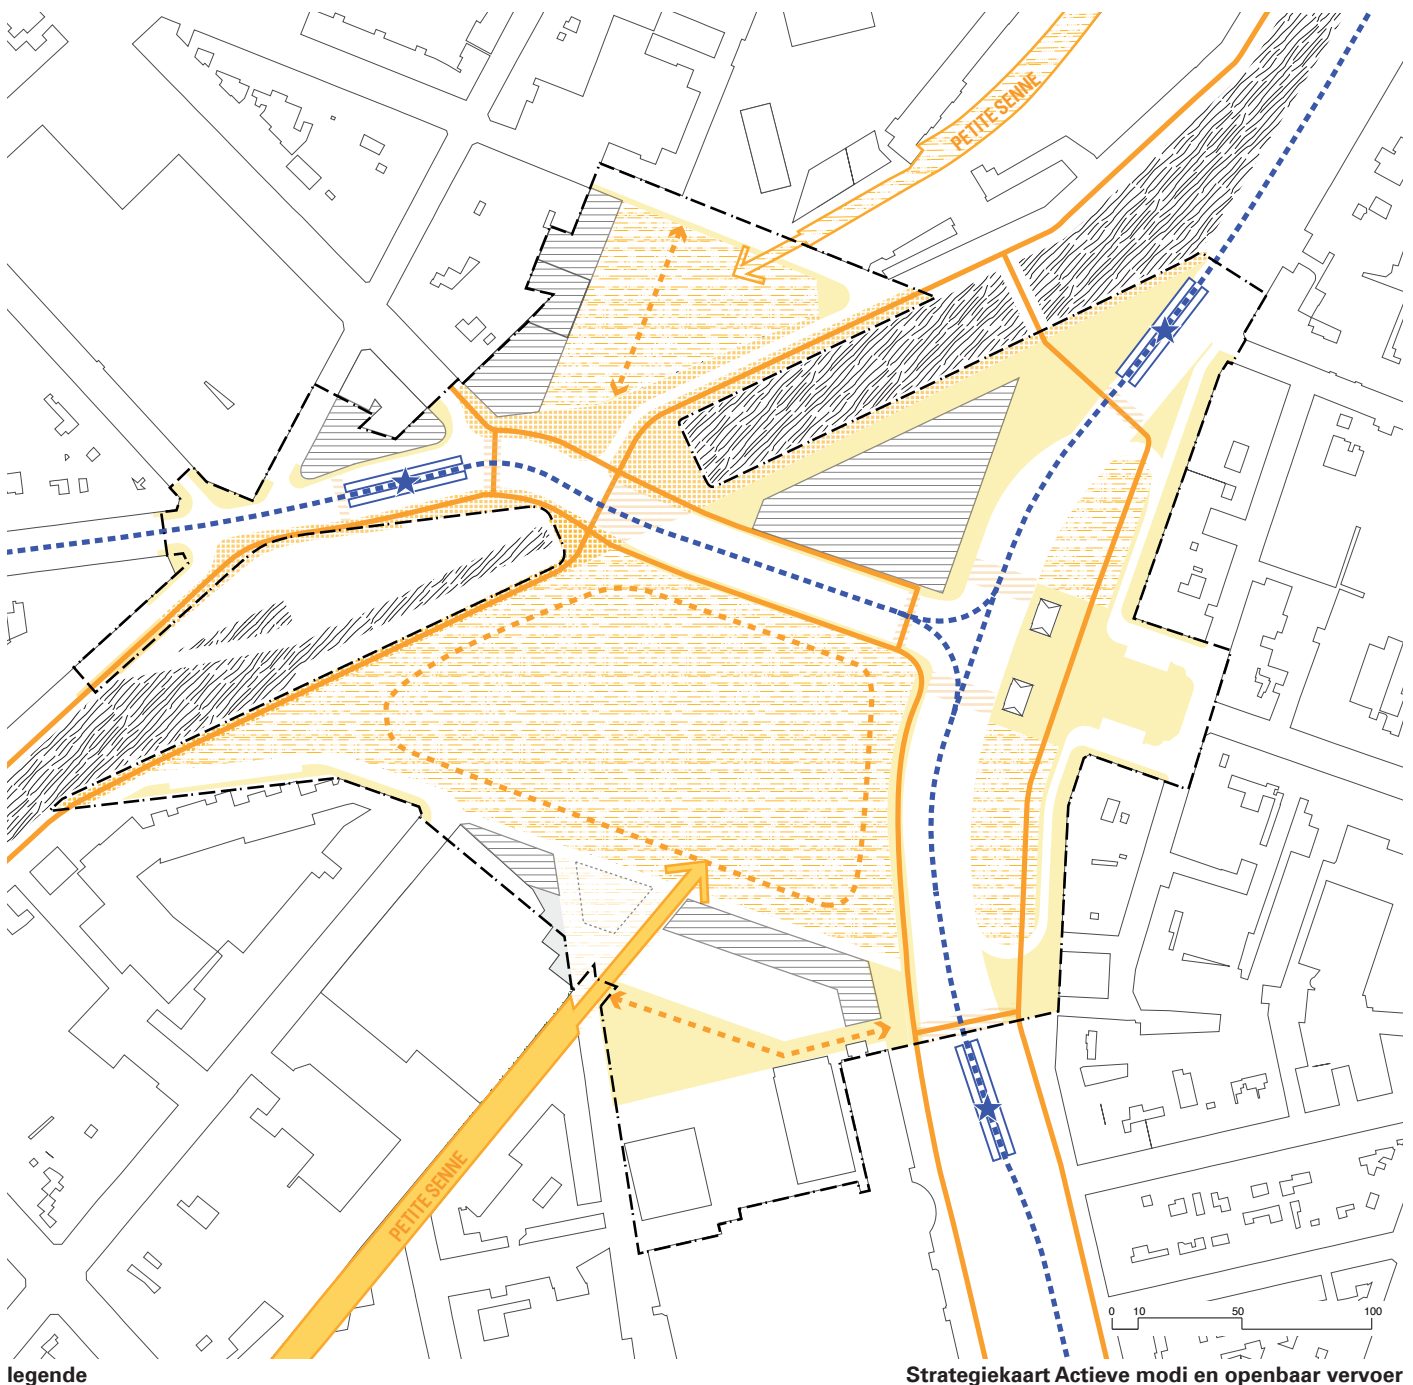 PETITE SENNE
PETITE SENNE
0 10 50 100
legende
Strategiekaart Actieve modi en openbaar vervoer